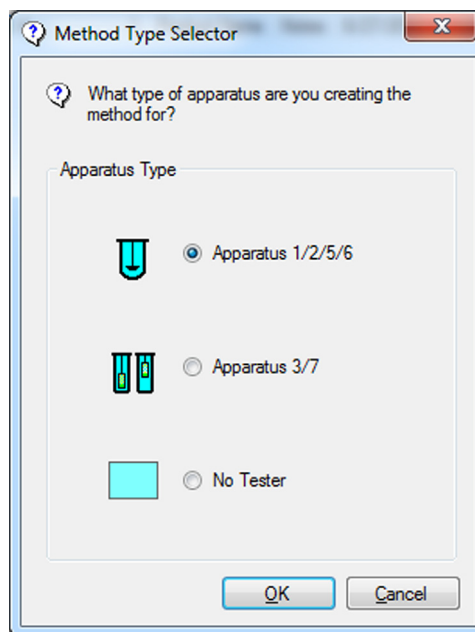 Method Type Selector
What type of apparatus are you creating the
method for?
Apparatus Type
Apparatus 1/2/5/6
Apparatus 3/7
No Tester
OK
Cancel